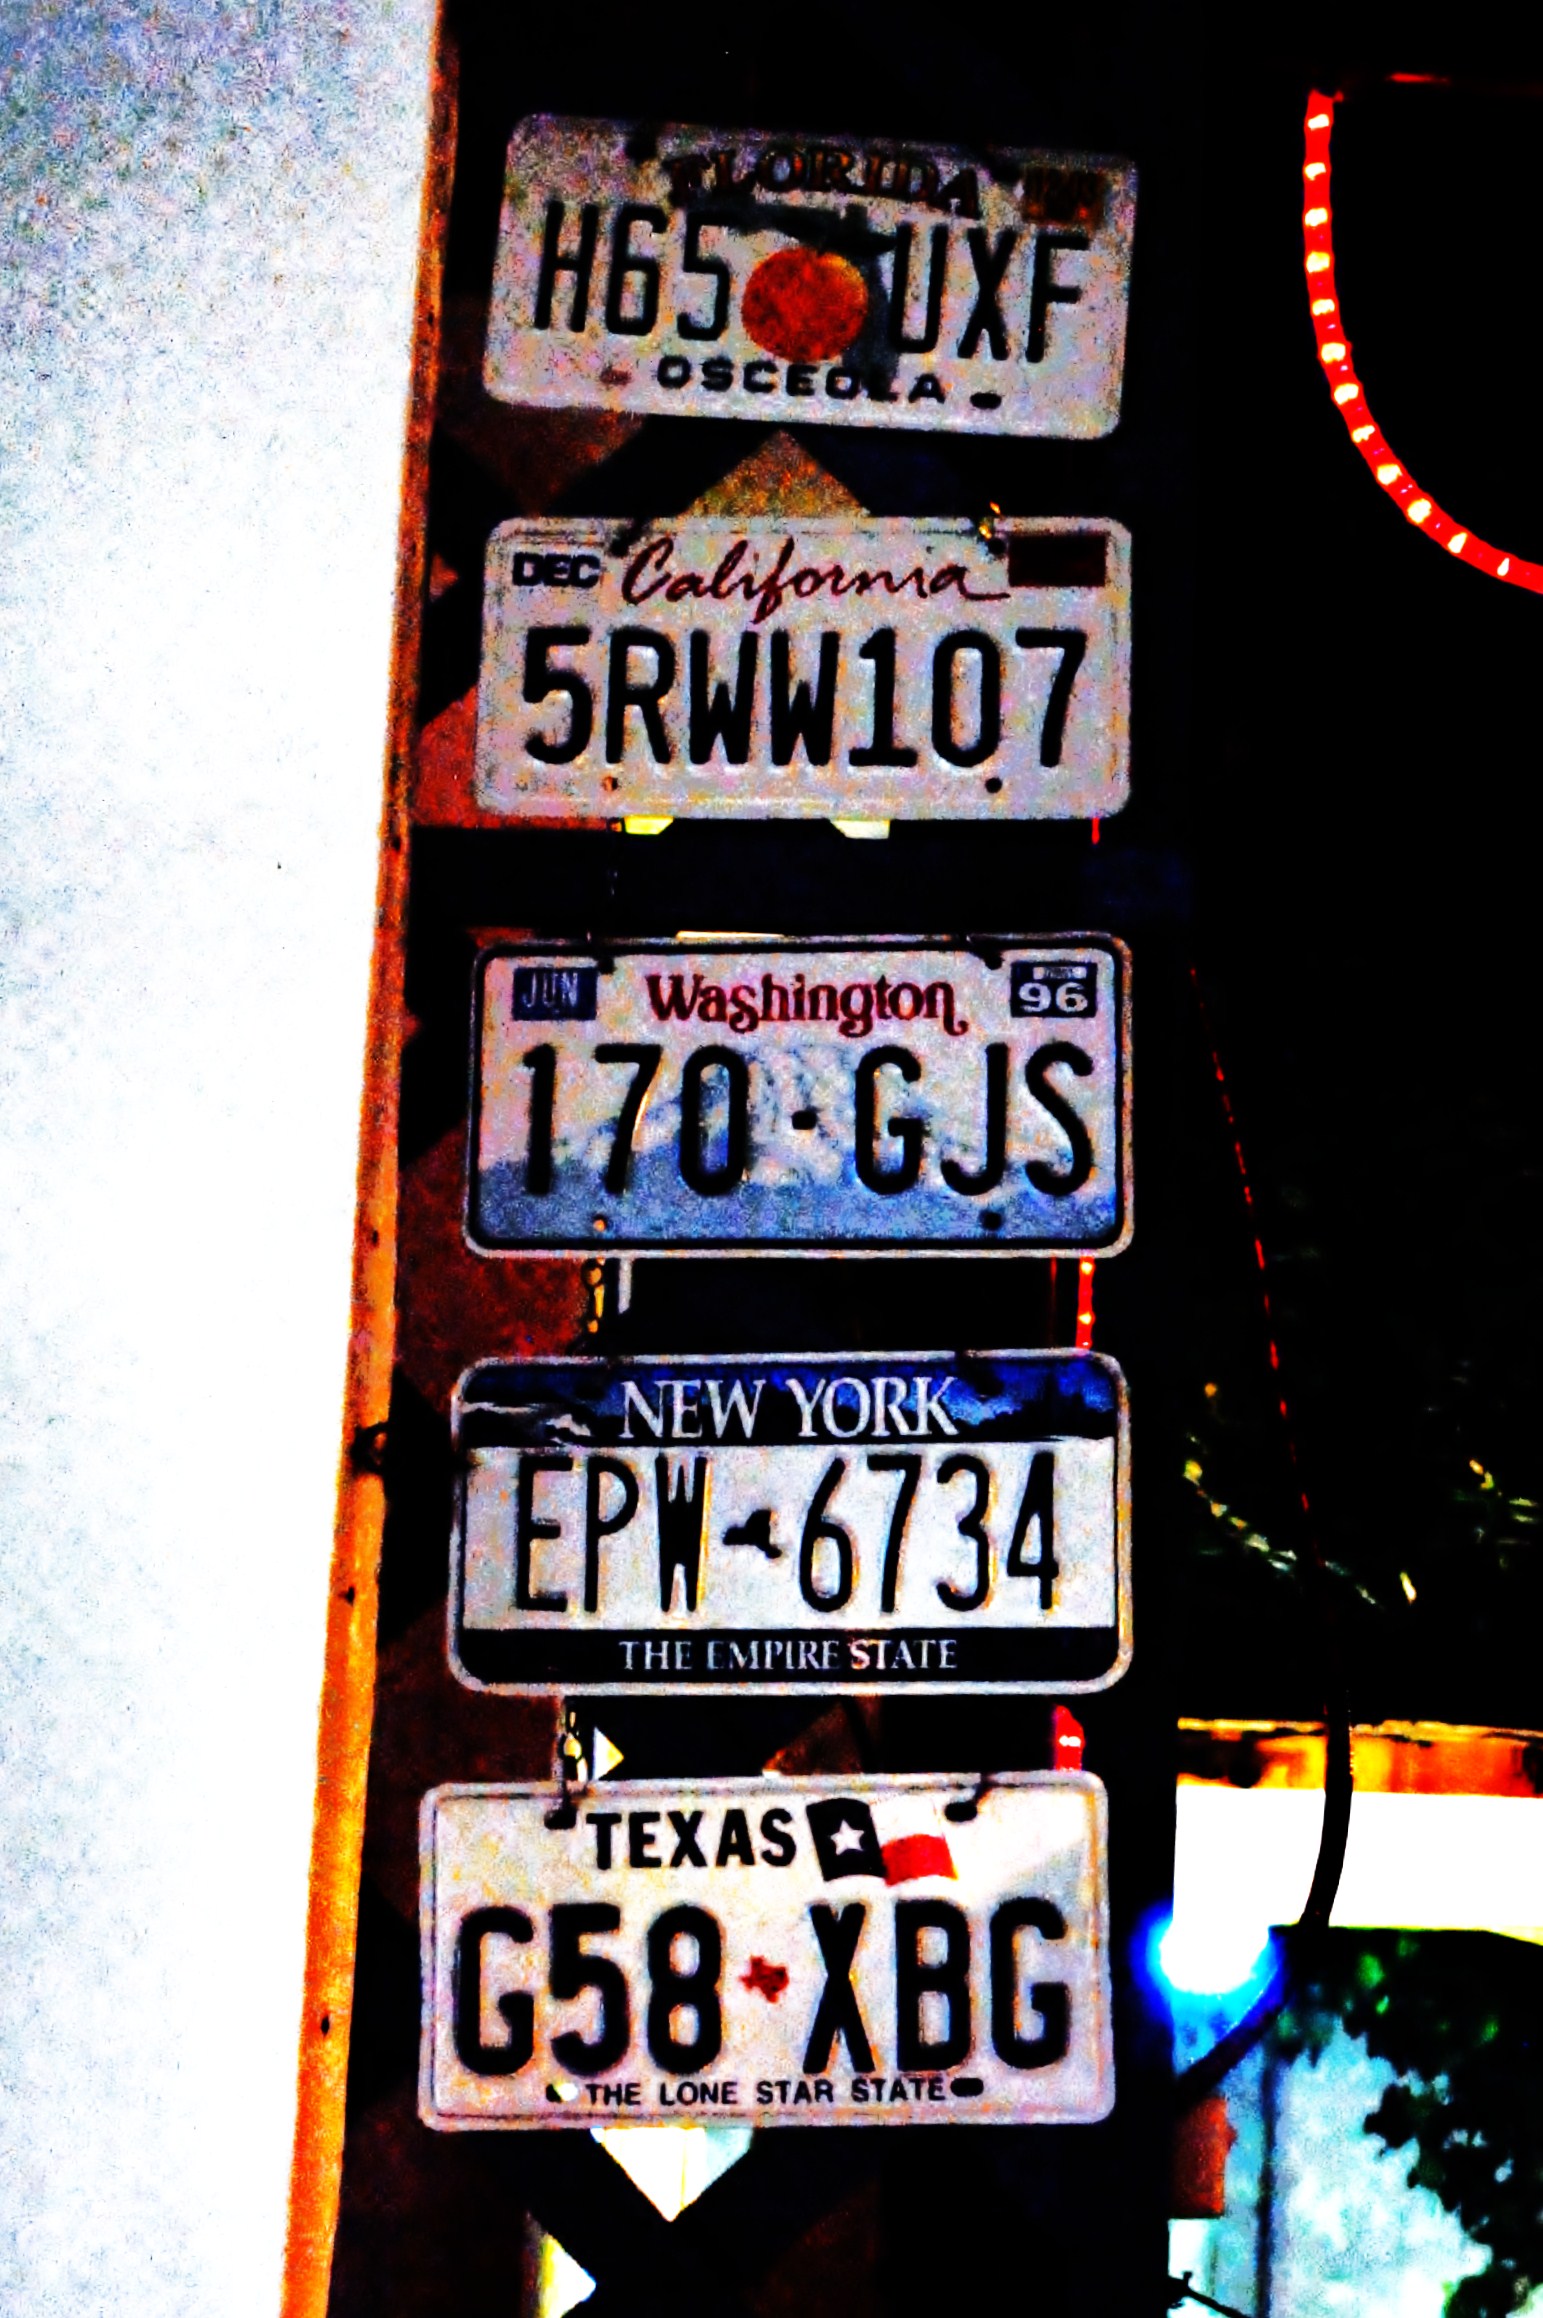 FLORIDA
H65 UXF
OSCEOLA
DEC California
5RWW107
JUN Washington 96
170·GJS
NEW YORK
EPW 6734
THE EMPIRE STATE
TEXAS
G58 XBG
THE LONE STAR STATE